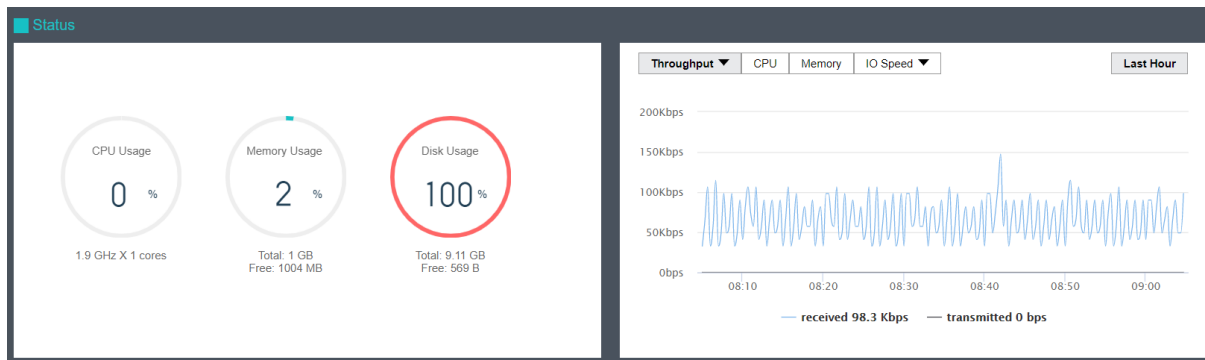 Status
CPU Usage
0 %
1.9 GHz X 1 cores
Memory Usage
2 %
Total: 1 GB
Free: 1004 MB
Disk Usage
100 %
Total: 9.11 GB
Free: 569 B
Throughput ▼ CPU Memory IO Speed ▼ Last Hour
200Kbps
150Kbps
100Kbps
50Kbps
0bps
08:10 08:20 08:30 08:40 08:50 09:00
received 98.3 Kbps transmitted 0 bps